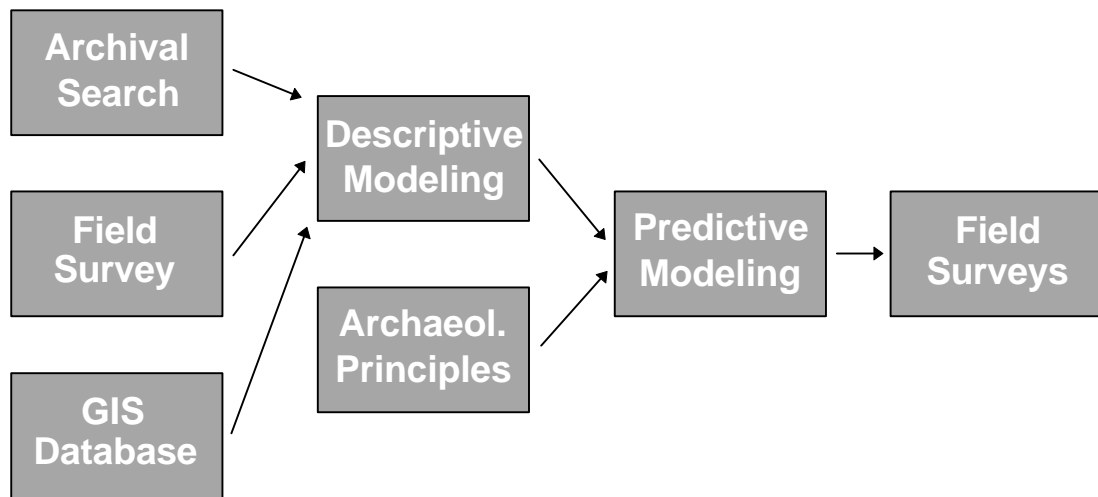 Archival
Search
Field
Survey
GIS
Database
Descriptive
Modeling
Archaeol.
Principles
Predictive
Modeling
Field
Surveys